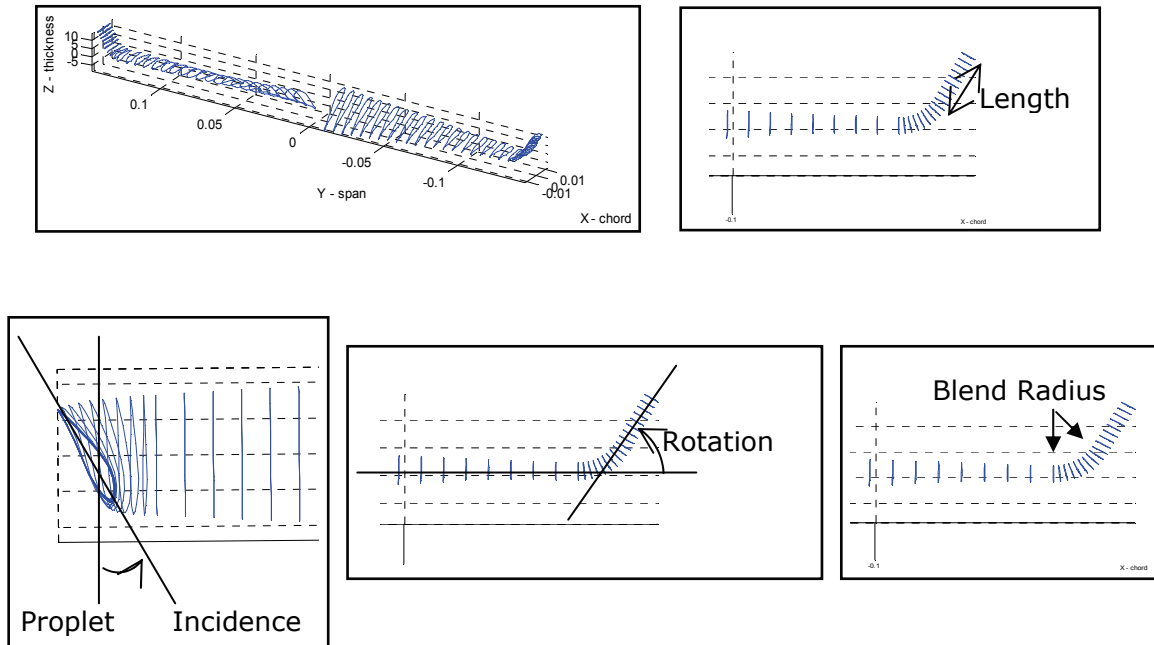 Z - thickness
10
5
0
-5
0.1
0.05
0
-0.05
-0.1
Y - span
0.01
0
-0.01
X - chord
Length
-0.1
X - chord
Proplet Incidence
Rotation
Blend Radius
-0.1
X - chord